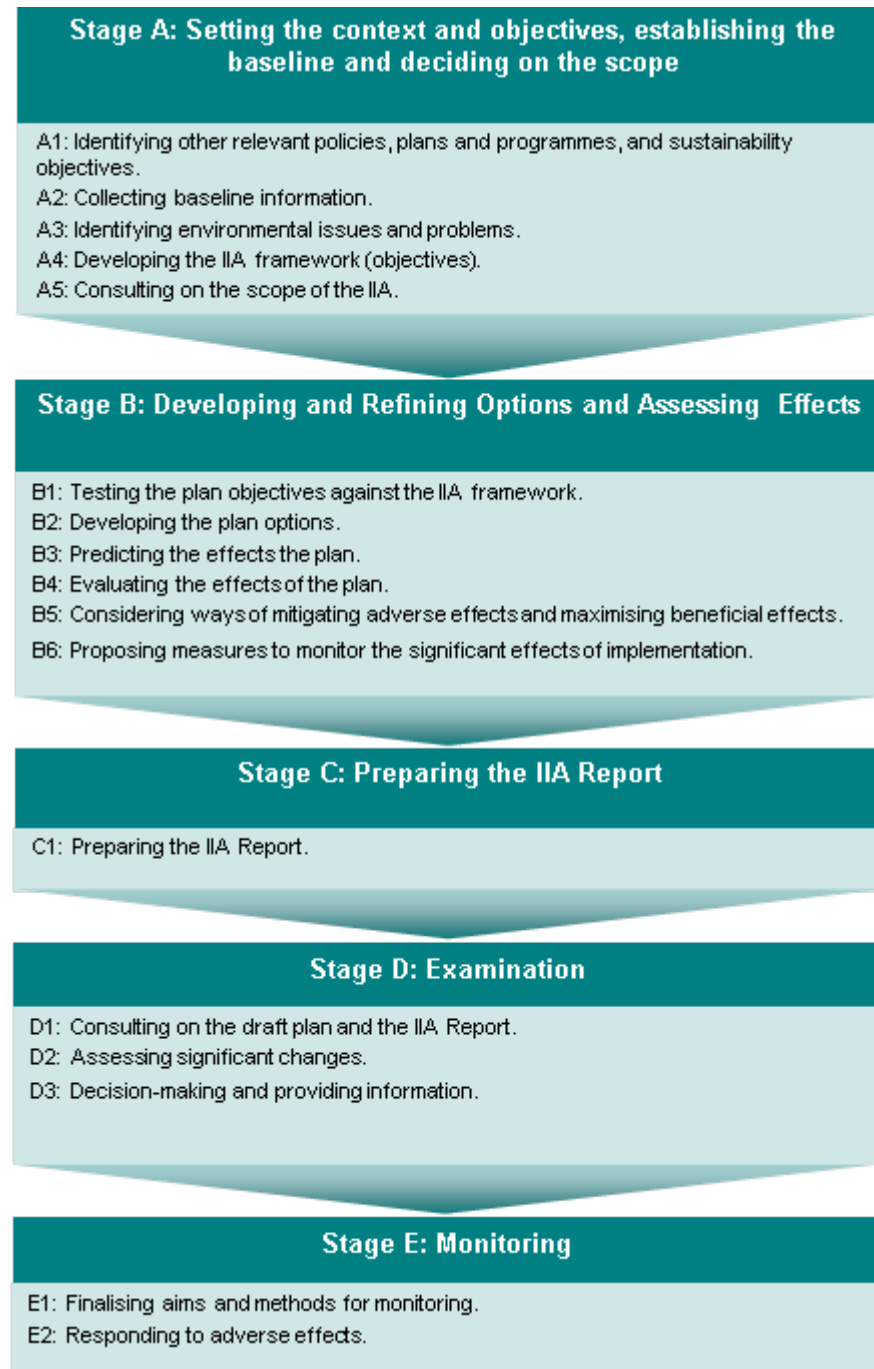 Stage A: Setting the context and objectives, establishing the
baseline and deciding on the scope
A1: Identifying other relevant policies, plans and programmes, and sustainability
objectives.
A2: Collecting baseline information.
A3: Identifying environmental issues and problems.
A4: Developing the IIA framework (objectives).
A5: Consulting on the scope of the IIA.
Stage B: Developing and Refining Options and Assessing Effects
B1: Testing the plan objectives against the IIA framework.
B2: Developing the plan options.
B3: Predicting the effects the plan.
B4: Evaluating the effects of the plan.
B5: Considering ways of mitigating adverse effects and maximising beneficial effects.
B6: Proposing measures to monitor the significant effects of implementation.
Stage C: Preparing the IIA Report
C1: Preparing the IIA Report.
Stage D: Examination
D1: Consulting on the draft plan and the IIA Report.
D2: Assessing significant changes.
D3: Decision-making and providing information.
Stage E: Monitoring
E1: Finalising aims and methods for monitoring.
E2: Responding to adverse effects.